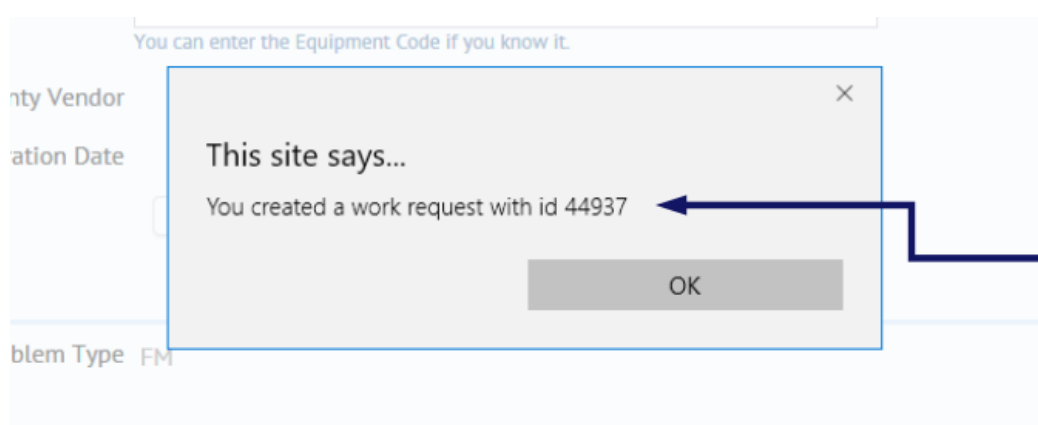 You can enter the Equipment Code if you know it.
nty Vendor
ration Date
This site says...
You created a work request with id 44937
OK
blem Type FM